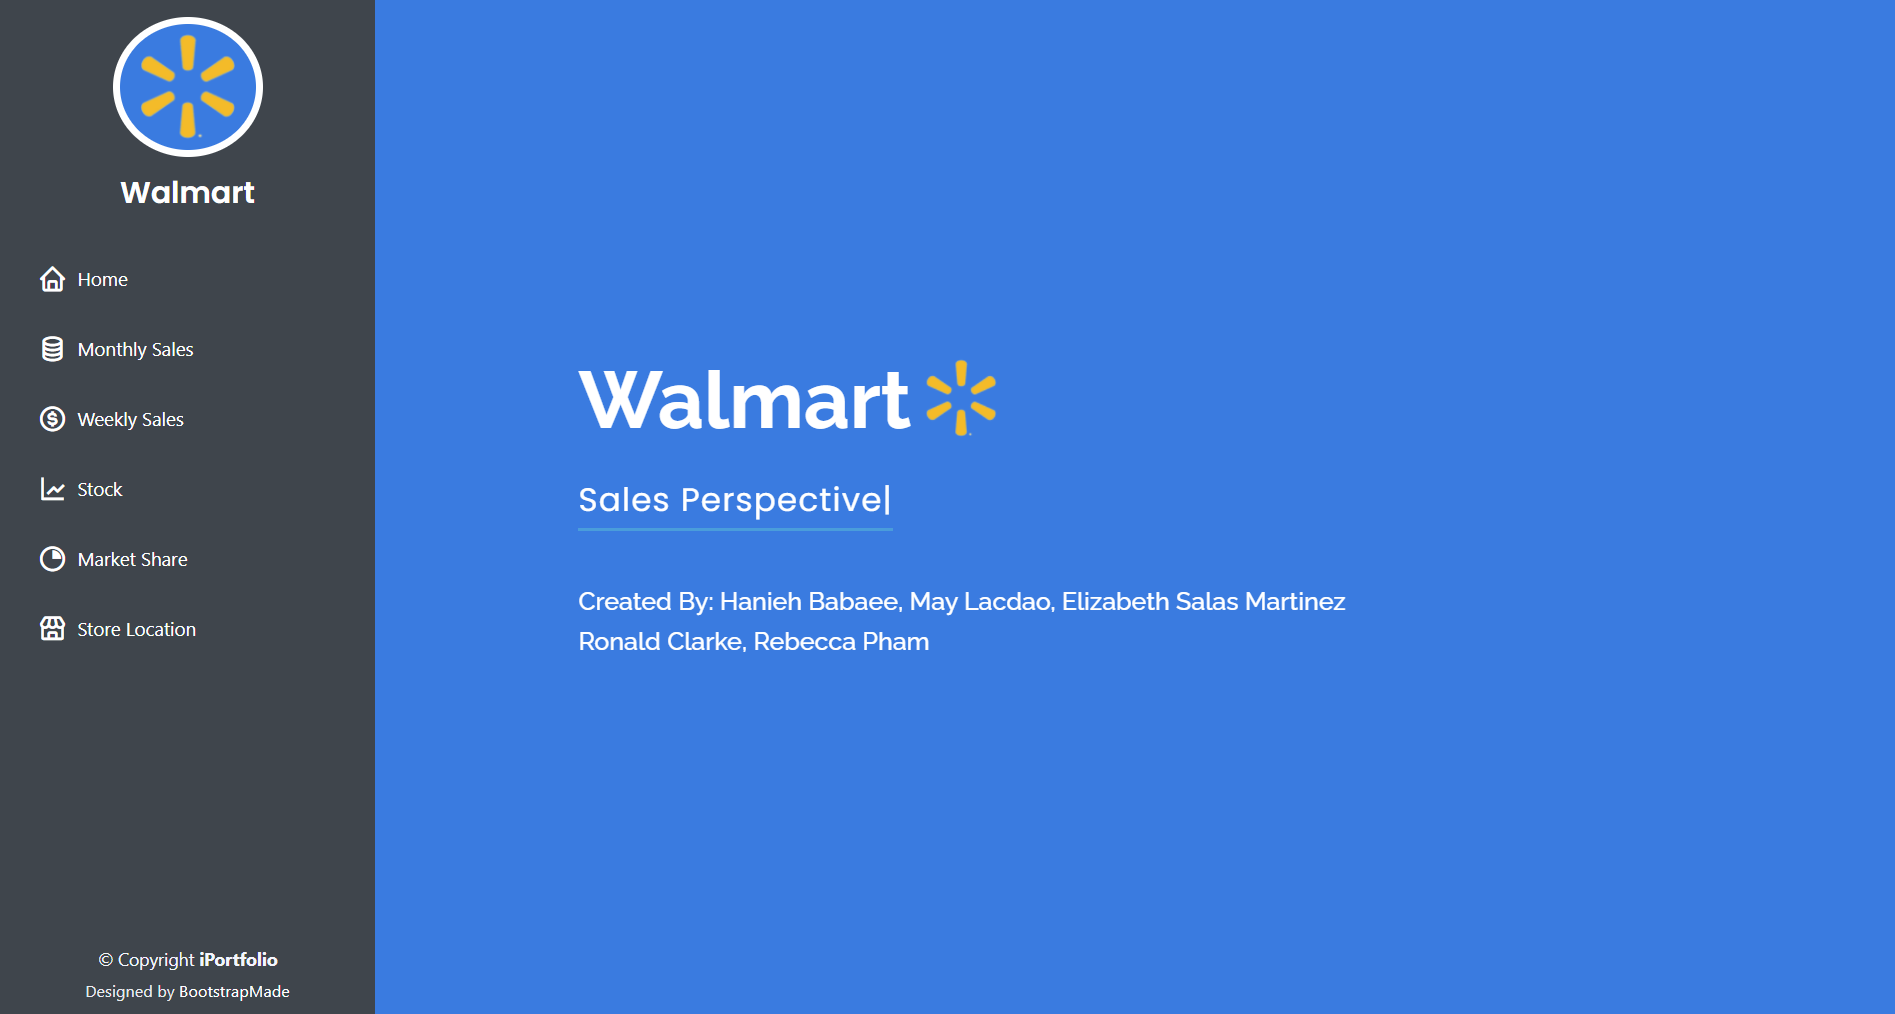 Walmart
Home
Monthly Sales
Weekly Sales
Stock
Market Share
Store Location
© Copyright iPortfolio
Designed by BootstrapMade
Walmart
Sales Perspective|
Created By: Hanieh Babaee, May Lacdao, Elizabeth Salas Martinez
Ronald Clarke, Rebecca Pham